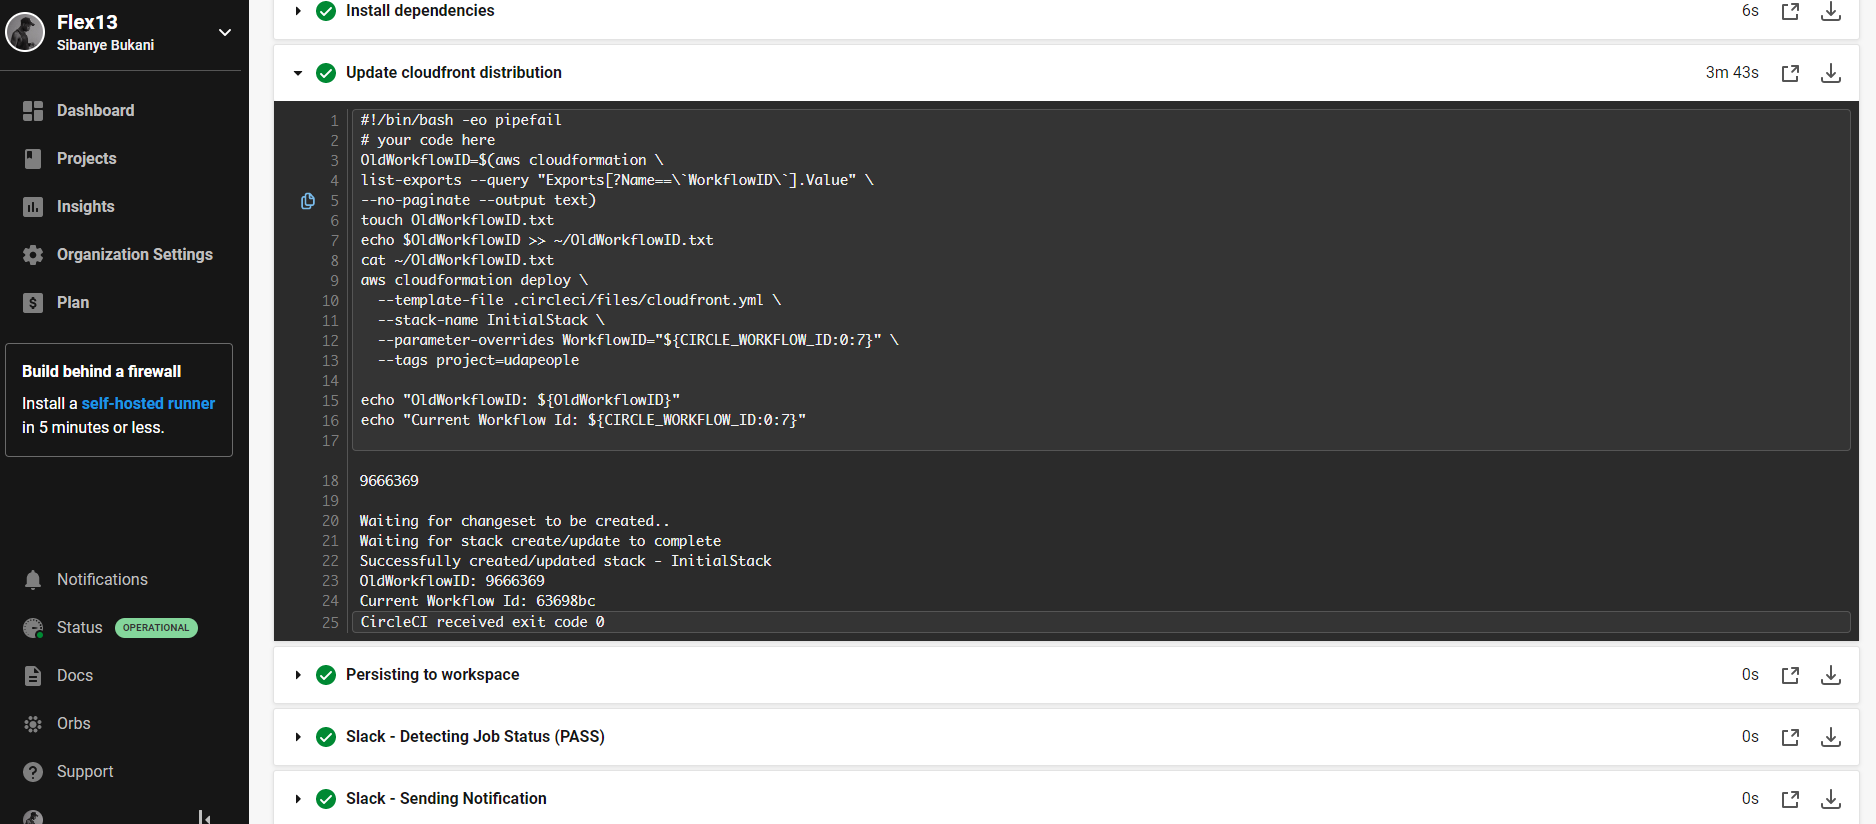 Flex13
Sibanye Bukani
Dashboard
Projects
Insights
Organization Settings
$ Plan
Build behind a firewall
Install a self-hosted runner
in 5 minutes or less.
Notifications
Status OPERATIONAL
Docs
Orbs
? Support
Install dependencies 6s
Update cloudfront distribution 3m 43s
1 #!/bin/bash -eo pipefail
2 # your code here
3 OldWorkflowID=$(aws cloudformation \
4 list-exports --query "Exports[?Name==\`WorkflowID\`].Value" \
5 --no-paginate --output text)
6 touch OldWorkflowID.txt
7 echo $OldWorkflowID >> ~/OldWorkflowID.txt
8 cat ~/OldWorkflowID.txt
9 aws cloudformation deploy \
10   --template-file .circleci/files/cloudfront.yml \
11   --stack-name InitialStack \
12   --parameter-overrides WorkflowID="${CIRCLE_WORKFLOW_ID:0:7}" \
13   --tags project=udapeople
14
15 echo "OldWorkflowID: ${OldWorkflowID}"
16 echo "Current Workflow Id: ${CIRCLE_WORKFLOW_ID:0:7}"
17
18 9666369
19
20 Waiting for changeset to be created..
21 Waiting for stack create/update to complete
22 Successfully created/updated stack - InitialStack
23 OldWorkflowID: 9666369
24 Current Workflow Id: 63698bc
25 CircleCI received exit code 0
Persisting to workspace 0s
Slack - Detecting Job Status (PASS) 0s
Slack - Sending Notification 0s